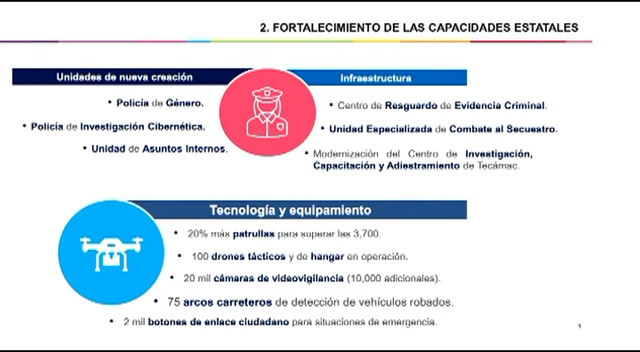 2. FORTALECIMIENTO DE LAS CAPACIDADES ESTATALES
Unidades de nueva creación
• Policía de Género.
• Policía de Investigación Cibernética.
• Unidad de Asuntos Internos.
Infraestructura
• Centro de Resguardo de Evidencia Criminal.
• Unidad Especializada de Combate al Secuestro.
• Modernización del Centro de Investigación,
Capacitación y Adiestramiento de Tecámac.
Tecnología y equipamiento
• 20% más patrullas para superar las 3,700.
• 100 drones tácticos y de hangar en operación.
• 20 mil cámaras de videovigilancia (10,000 adicionales).
• 75 arcos carreteros de detección de vehículos robados.
• 2 mil botones de enlace ciudadano para situaciones de emergencia.